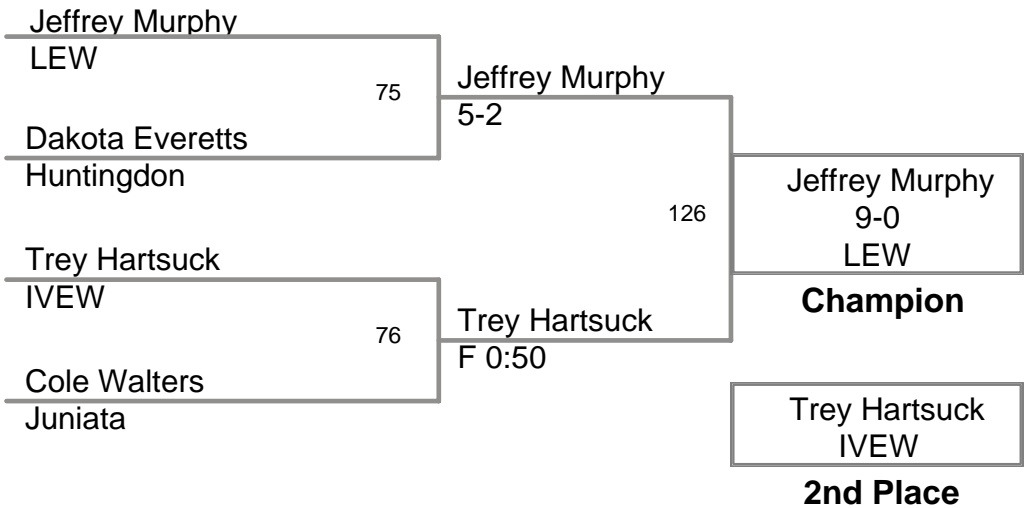 Jeffrey Murphy
LEW
75
Dakota Everetts
Huntingdon
Jeffrey Murphy
5-2
Trey Hartsuck
IVEW
76
Cole Walters
Juniata
Trey Hartsuck
F 0:50
126
Jeffrey Murphy
9-0
LEW
Champion
Trey Hartsuck
IVEW
2nd Place